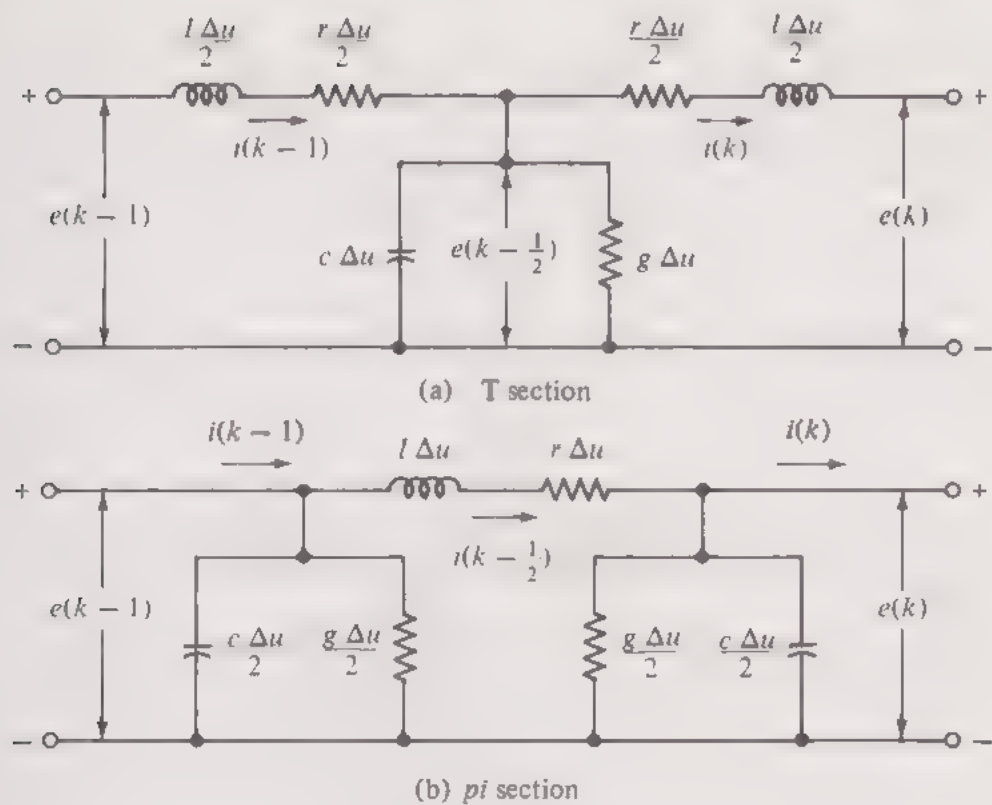 l Δu/2 r Δu/2 r Δu/2 l Δu/2
+ +
i(k − 1) i(k)
e(k − 1) c Δu e(k − 1/2) g Δu e(k)
− −
(a) T section
i(k − 1) l Δu r Δu i(k)
+ +
i(k − 1/2)
e(k − 1) c Δu/2 g Δu/2 g Δu/2 c Δu/2 e(k)
− −
(b) pi section